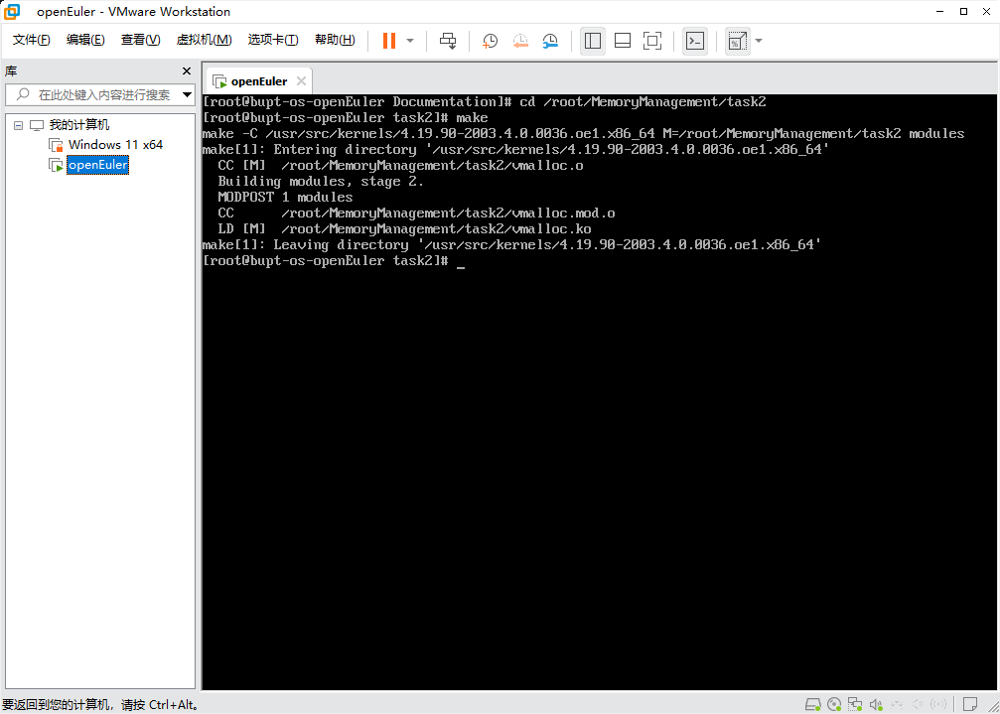 openEuler - VMware Workstation
文件(F) 编辑(E) 查看(V) 虚拟机(M) 选项卡(T) 帮助(H)
库
在此处键入内容进行搜索
我的计算机
Windows 11 x64
openEuler
openEuler
[root@bupt-os-openEuler Documentation]# cd /root/MemoryManagement/task2
[root@bupt-os-openEuler task2]# make
make -C /usr/src/kernels/4.19.90-2003.4.0.0036.oe1.x86_64 M=/root/MemoryManagement/task2 modules
make[1]: Entering directory '/usr/src/kernels/4.19.90-2003.4.0.0036.oe1.x86_64'
  CC [M]  /root/MemoryManagement/task2/vmalloc.o
  Building modules, stage 2.
  MODPOST 1 modules
  CC      /root/MemoryManagement/task2/vmalloc.mod.o
  LD [M]  /root/MemoryManagement/task2/vmalloc.ko
make[1]: Leaving directory '/usr/src/kernels/4.19.90-2003.4.0.0036.oe1.x86_64'
[root@bupt-os-openEuler task2]# _
要返回到您的计算机，请按 Ctrl+Alt。